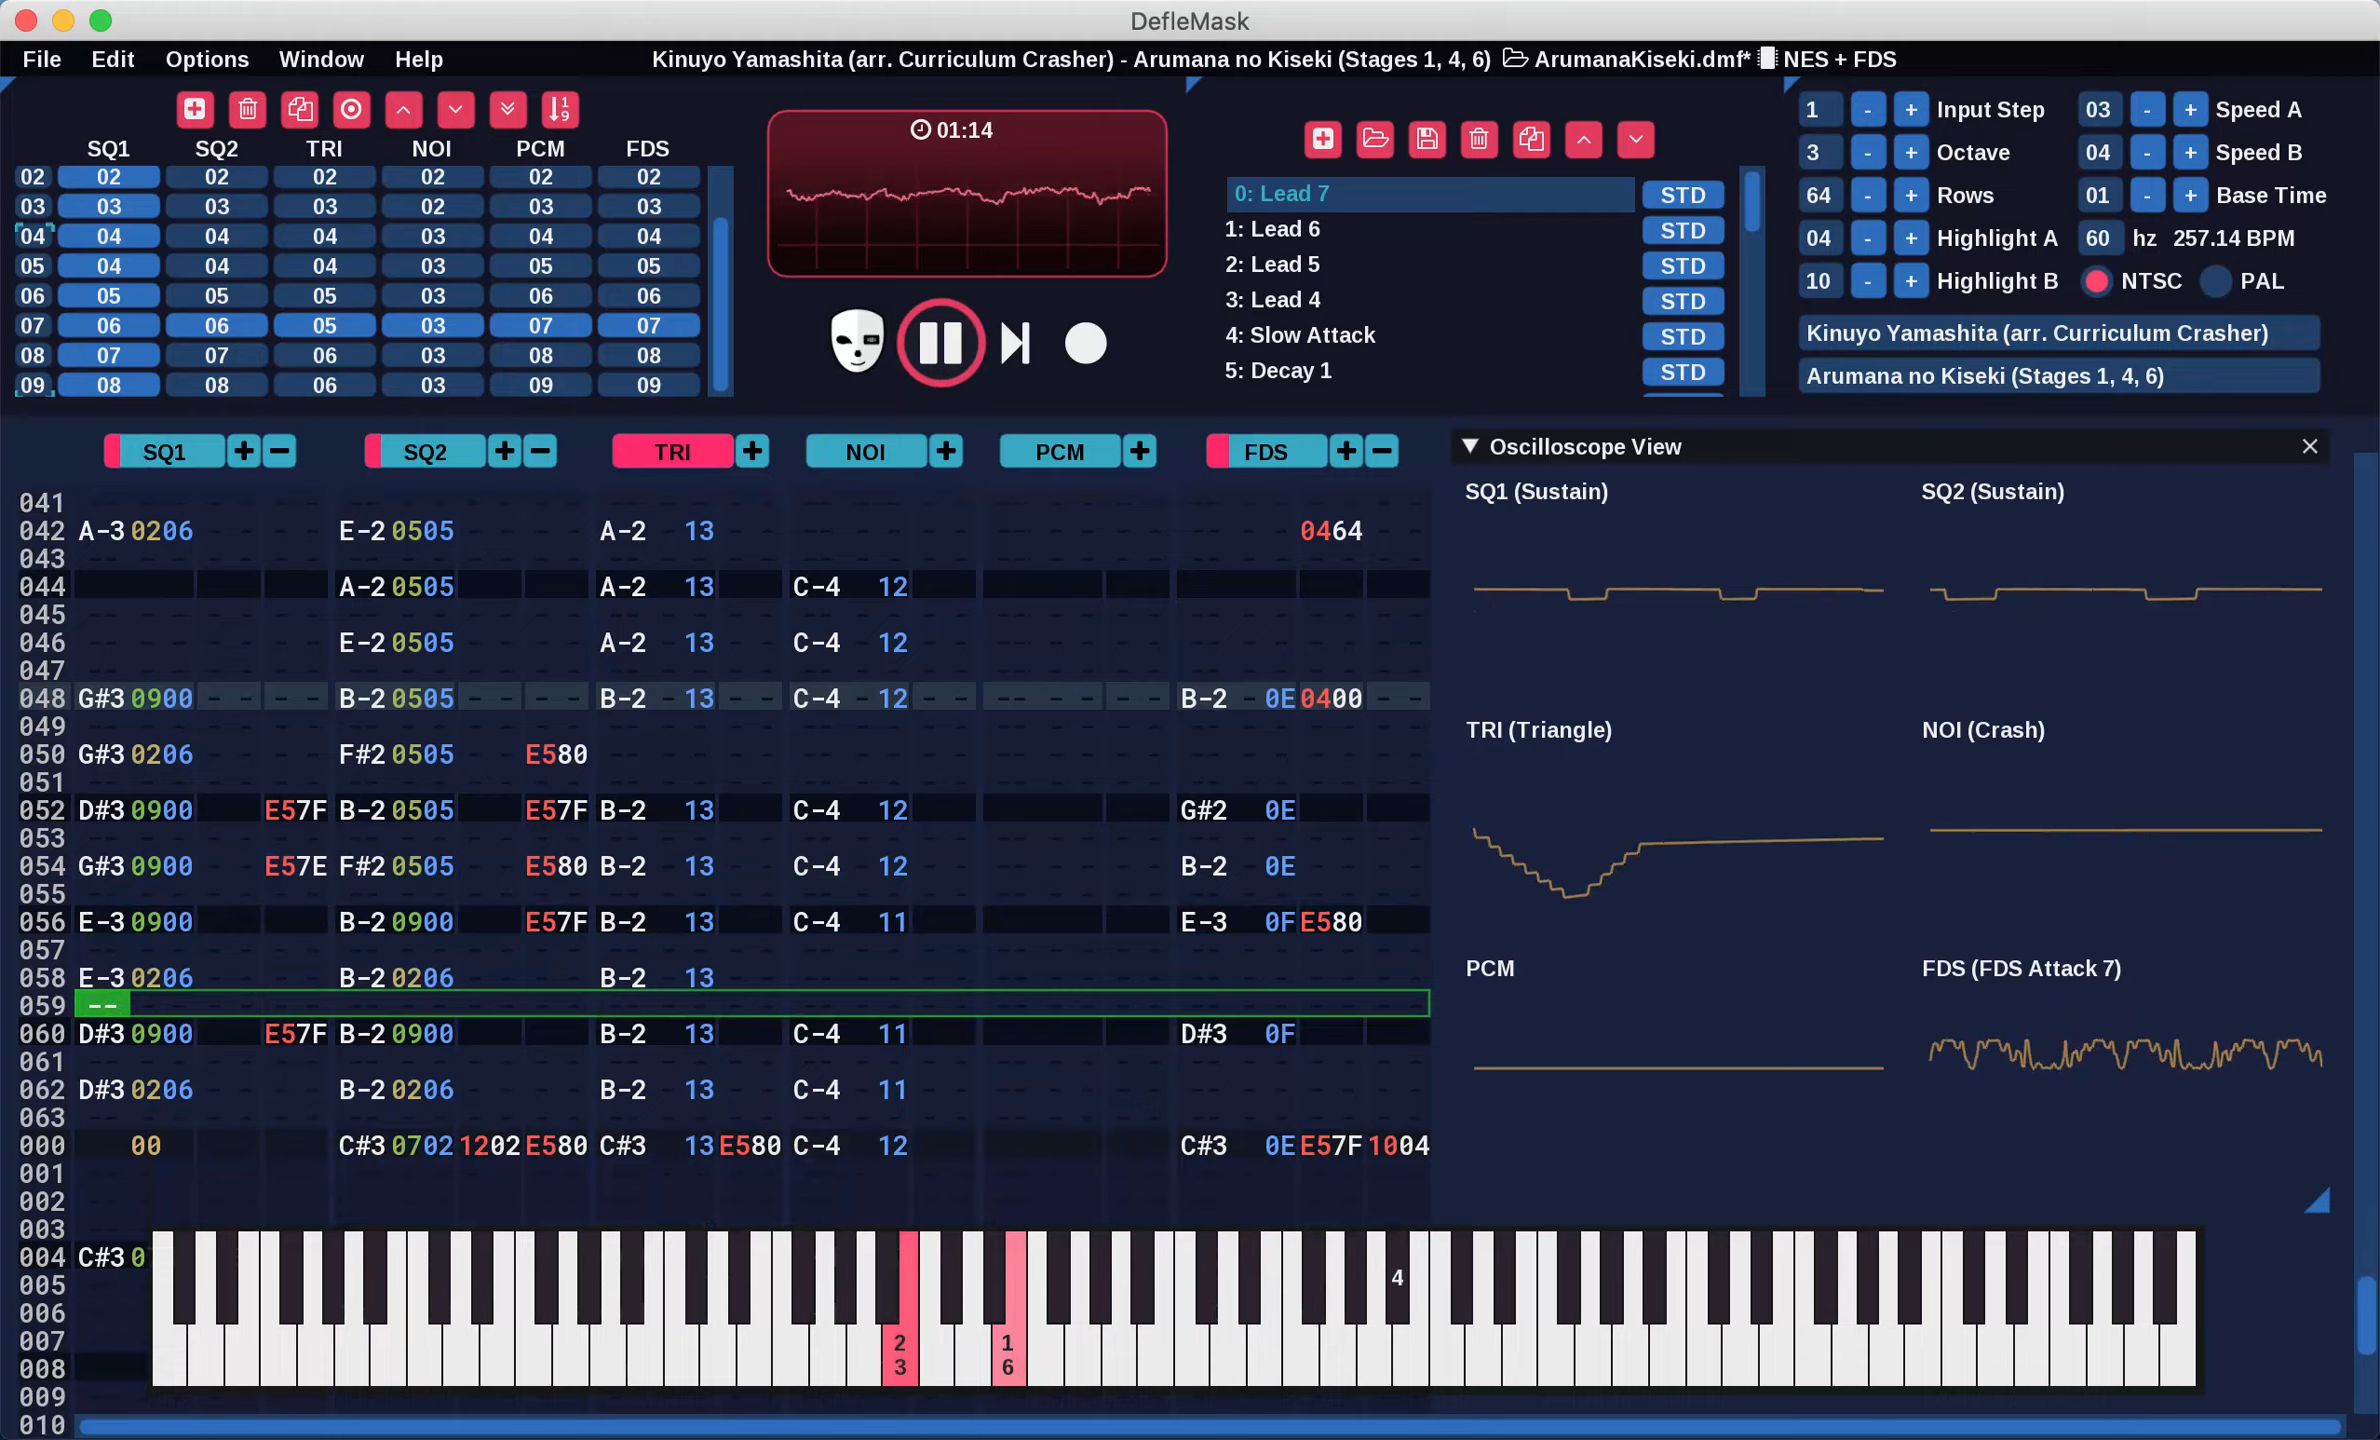 DefleMask
File Edit Options Window Help Kinuyo Yamashita (arr. Curriculum Crasher) - Arumana no Kiseki (Stages 1, 4, 6) ArumanaKiseki.dmf* NES + FDS
SQ1 SQ2 TRI NOI PCM FDS
02 02 02 02 02 02 02
03 03 03 03 02 03 03
04 04 04 04 03 04 04
05 04 04 04 03 05 05
06 05 05 05 03 06 06
07 06 06 05 03 07 07
08 07 07 06 03 08 08
09 08 08 06 03 09 09
01:14
0: Lead 7 STD
1: Lead 6 STD
2: Lead 5 STD
3: Lead 4 STD
4: Slow Attack STD
5: Decay 1 STD
1 - + Input Step 03 - + Speed A
3 - + Octave 04 - + Speed B
64 - + Rows 01 - + Base Time
04 - + Highlight A 60 hz 257.14 BPM
10 - + Highlight B NTSC PAL
Kinuyo Yamashita (arr. Curriculum Crasher)
Arumana no Kiseki (Stages 1, 4, 6)
SQ1 + - SQ2 + - TRI + NOI + PCM + FDS + -
041
042 A-3 0206 E-2 0505 A-2 13 0464
043
044 A-2 0505 A-2 13 C-4 12
045
046 E-2 0505 A-2 13 C-4 12
047
048 G#3 0900 B-2 0505 B-2 13 C-4 12 B-2 0E 0400
049
050 G#3 0206 F#2 0505 E580
051
052 D#3 0900 E57F B-2 0505 E57F B-2 13 C-4 12 G#2 0E
053
054 G#3 0900 E57E F#2 0505 E580 B-2 13 C-4 12 B-2 0E
055
056 E-3 0900 B-2 0900 E57F B-2 13 C-4 11 E-3 0F E580
057
058 E-3 0206 B-2 0206 B-2 13
059 --
060 D#3 0900 E57F B-2 0900 B-2 13 C-4 11 D#3 0F
061
062 D#3 0206 B-2 0206 B-2 13 C-4 11
063
000 00 C#3 0702 1202 E580 C#3 13 E580 C-4 12 C#3 0E E57F 1004
001
002
003
004 C#3 0
005
006
007
008
009
010
Oscilloscope View
SQ1 (Sustain) SQ2 (Sustain)
TRI (Triangle) NOI (Crash)
PCM FDS (FDS Attack 7)
4
2 1
3 6